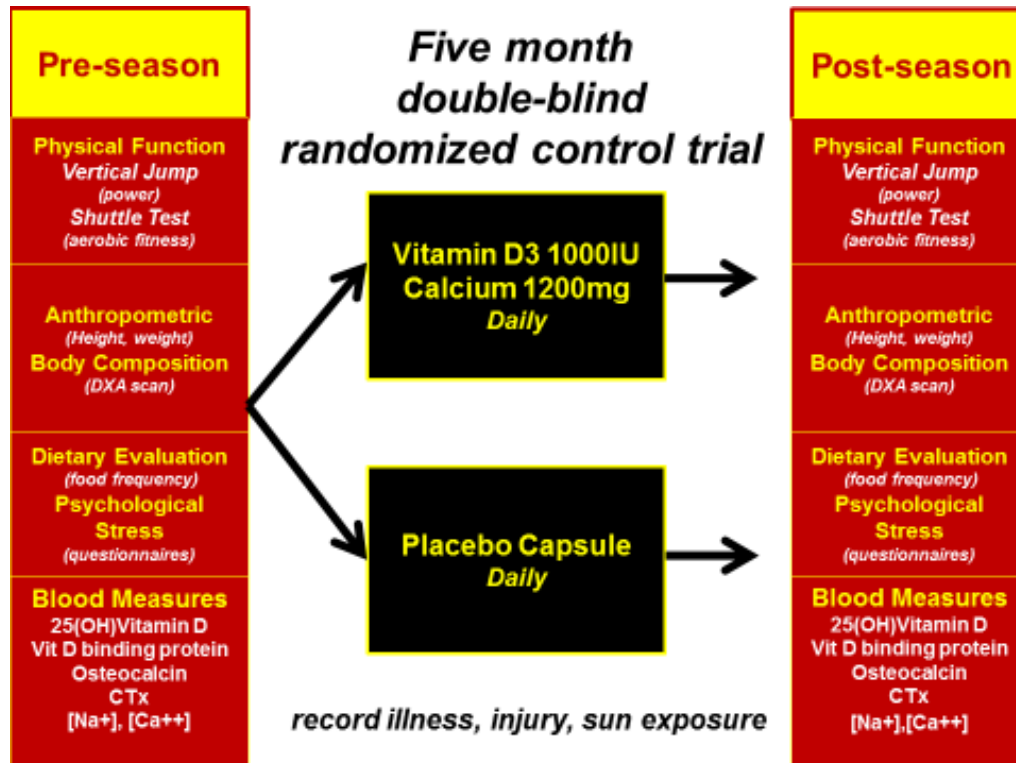 Pre-season
Physical Function
Vertical Jump
(power)
Shuttle Test
(aerobic fitness)
Anthropometric
(Height, weight)
Body Composition
(DXA scan)
Dietary Evaluation
(food frequency)
Psychological
Stress
(questionnaires)
Blood Measures
25(OH)Vitamin D
Vit D binding protein
Osteocalcin
CTx
[Na+], [Ca++]
Five month
double-blind
randomized control trial
Vitamin D3 1000IU
Calcium 1200mg
Daily
Placebo Capsule
Daily
record illness, injury, sun exposure
Post-season
Physical Function
Vertical Jump
(power)
Shuttle Test
(aerobic fitness)
Anthropometric
(Height, weight)
Body Composition
(DXA scan)
Dietary Evaluation
(food frequency)
Psychological
Stress
(questionnaires)
Blood Measures
25(OH)Vitamin D
Vit D binding protein
Osteocalcin
CTx
[Na+],[Ca++]